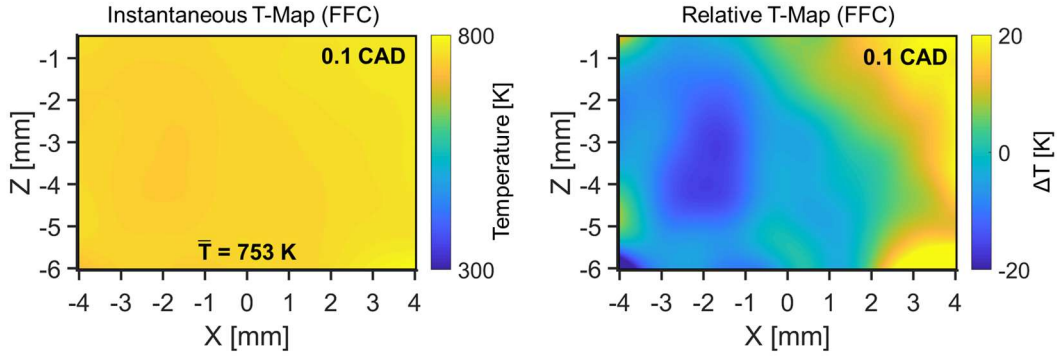 Instantaneous T-Map (FFC)
0.1 CAD
T̅ = 753 K
Z [mm]
-1
-2
-3
-4
-5
-6
-4 -3 -2 -1 0 1 2 3 4
X [mm]
800
300
Temperature [K]
Relative T-Map (FFC)
0.1 CAD
Z [mm]
-1
-2
-3
-4
-5
-6
-4 -3 -2 -1 0 1 2 3 4
X [mm]
20
0
-20
ΔT [K]